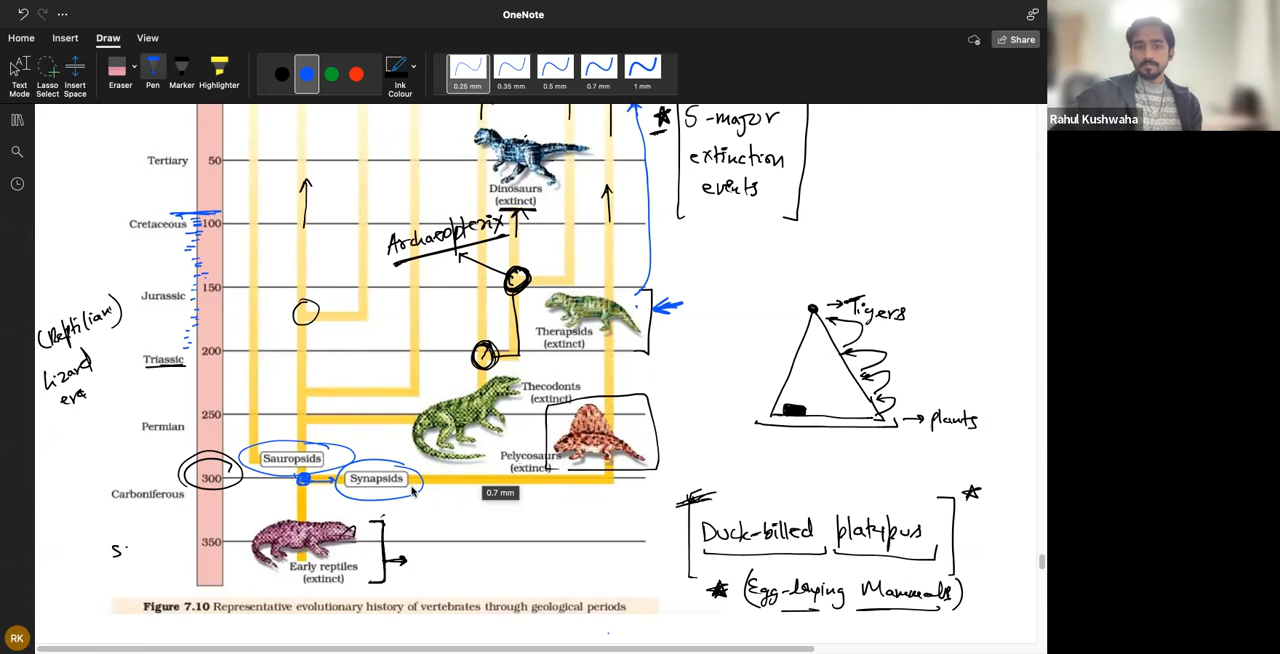 OneNote
Home Insert Draw View
Share
Text Mode
Lasso Select
Insert Space
Eraser
Pen
Marker
Highlighter
Ink Colour
0.25 mm
0.35 mm
0.5 mm
0.7 mm
1 mm
Rahul Kushwaha
5-major
extinction
events
Tertiary
50
Dinosaurs
(extinct)
Cretaceous
100
Archaeopterix
Jurassic
150
Therapsids
(extinct)
Tigers
(Reptilian)
Lizard
era
Triassic
200
Thecodonts
(extinct)
250
Permian
plants
Pelycosaurs
(extinct)
Sauropsids
300
Synapsids
Carboniferous
0.7 mm
Duck-billed platypus
350
S
Early reptiles
(extinct)
(Egg-laying Mammals)
Figure 7.10 Representative evolutionary history of vertebrates through geological periods
RK